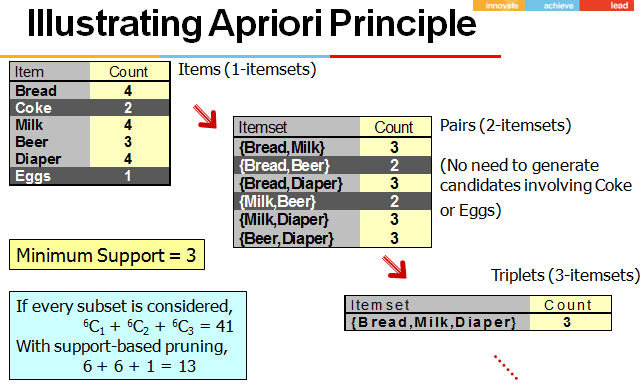 innovate achieve lead
Illustrating Apriori Principle
Item Count
Bread 4
Coke 2
Milk 4
Beer 3
Diaper 4
Eggs 1
Items (1-itemsets)
Itemset Count
{Bread,Milk} 3
{Bread,Beer} 2
{Bread,Diaper} 3
{Milk,Beer} 2
{Milk,Diaper} 3
{Beer,Diaper} 3
Pairs (2-itemsets)
(No need to generate
candidates involving Coke
or Eggs)
Minimum Support = 3
Triplets (3-itemsets)
Itemset Count
{Bread,Milk,Diaper} 3
If every subset is considered,
⁶C₁ + ⁶C₂ + ⁶C₃ = 41
With support-based pruning,
6 + 6 + 1 = 13